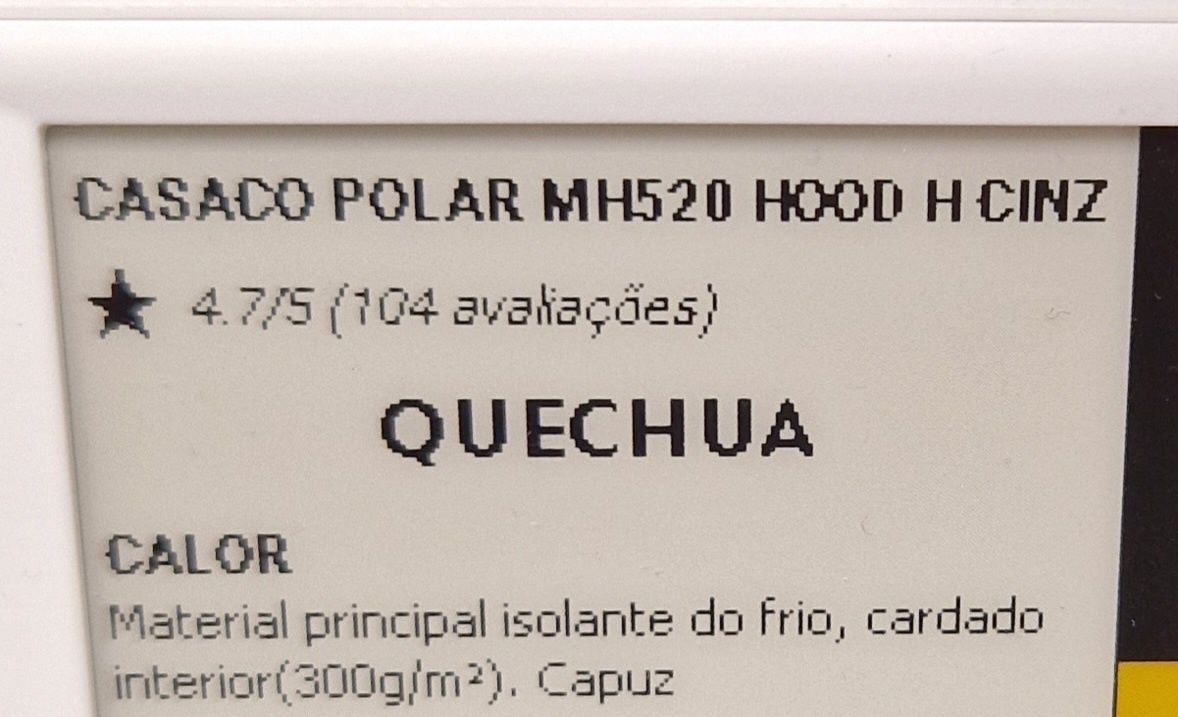 CASACO POLAR MH520 HOOD H CINZ
★ 4.7/5 (104 avaliações)
QUECHUA
CALOR
Material principal isolante do frio, cardado
interior(300g/m²). Capuz